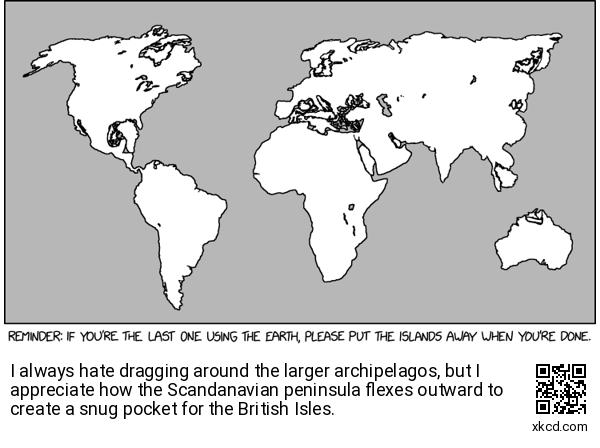 REMINDER: IF YOU'RE THE LAST ONE USING THE EARTH, PLEASE PUT THE ISLANDS AWAY WHEN YOU'RE DONE.
I always hate dragging around the larger archipelagos, but I
appreciate how the Scandanavian peninsula flexes outward to
create a snug pocket for the British Isles.
xkcd.com